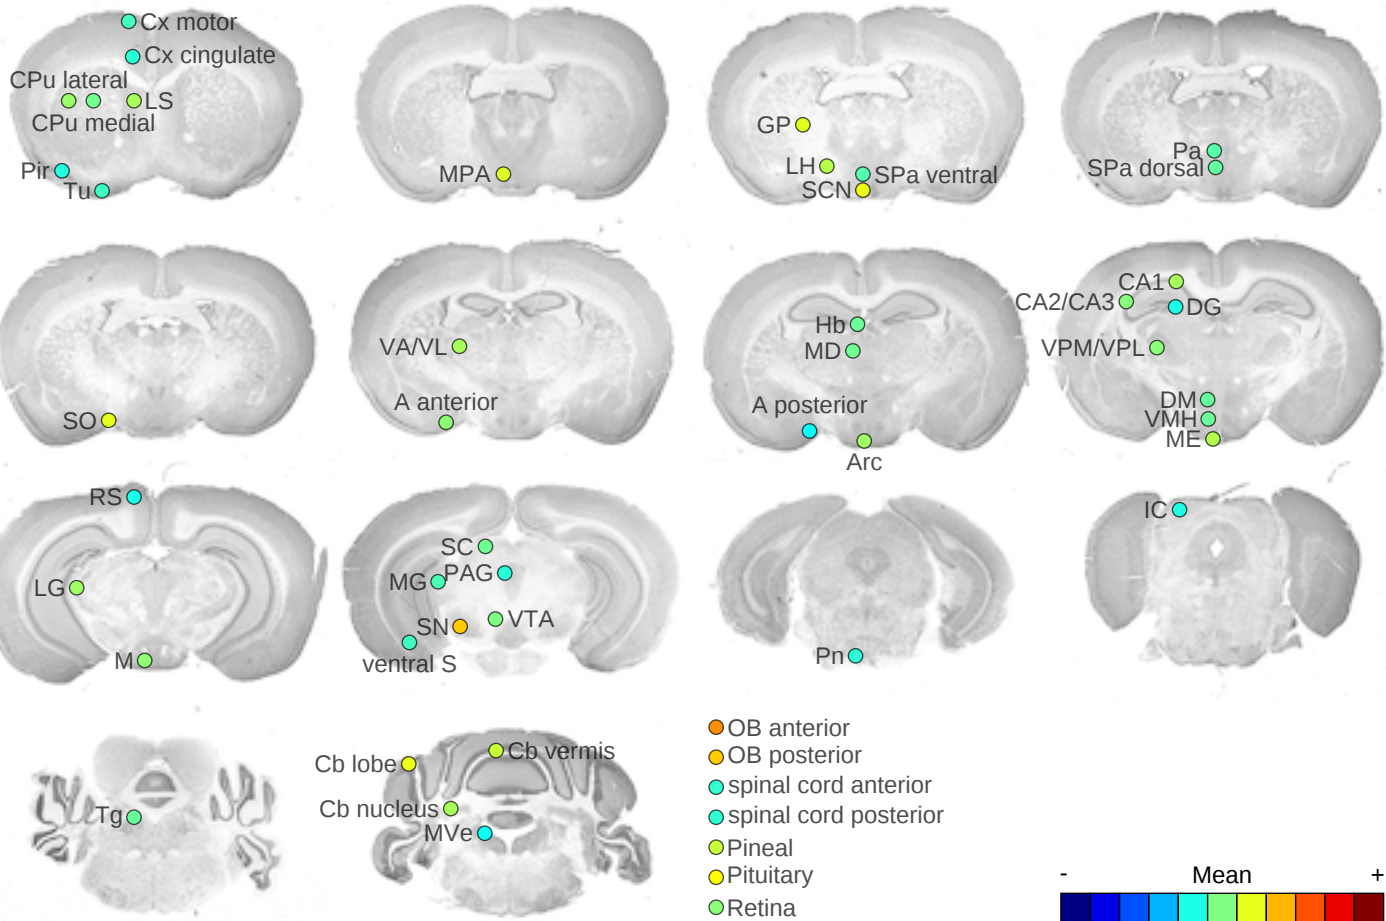 Cx motor
Cx cingulate
CPu lateral
LS
CPu medial
Pir
Tu
MPA
GP
LH
SPa ventral
SCN
Pa
SPa dorsal
SO
VA/VL
A anterior
Hb
MD
A posterior
Arc
CA1
CA2/CA3
DG
VPM/VPL
DM
VMH
ME
RS
LG
M
SC
MG
PAG
SN
VTA
ventral S
Pn
IC
Tg
Cb lobe
Cb vermis
Cb nucleus
MVe
OB anterior
OB posterior
spinal cord anterior
spinal cord posterior
Pineal
Pituitary
Retina
- Mean +